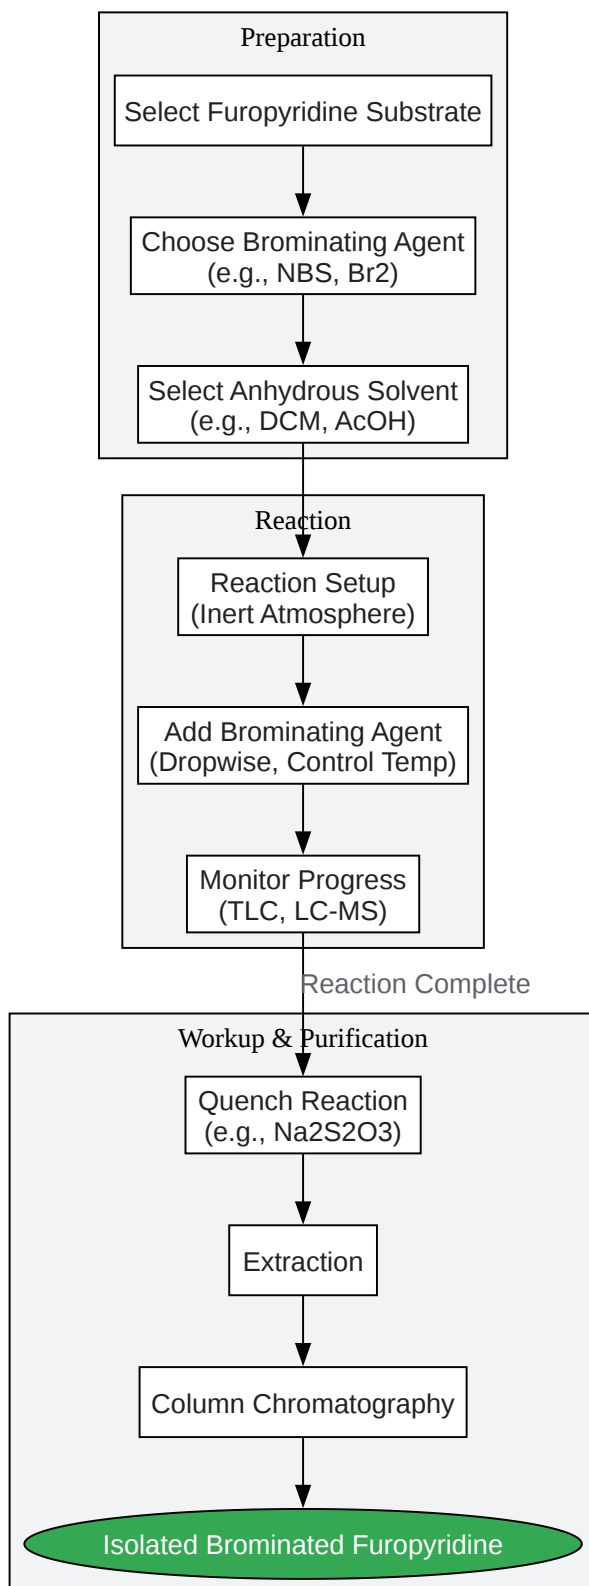 Preparation
Select Furopyridine Substrate
Choose Brominating Agent
(e.g., NBS, Br2)
Select Anhydrous Solvent
(e.g., DCM, AcOH)
Reaction
Reaction Setup
(Inert Atmosphere)
Add Brominating Agent
(Dropwise, Control Temp)
Monitor Progress
(TLC, LC-MS)
Reaction Complete
Workup & Purification
Quench Reaction
(e.g., Na2S2O3)
Extraction
Column Chromatography
Isolated Brominated Furopyridine